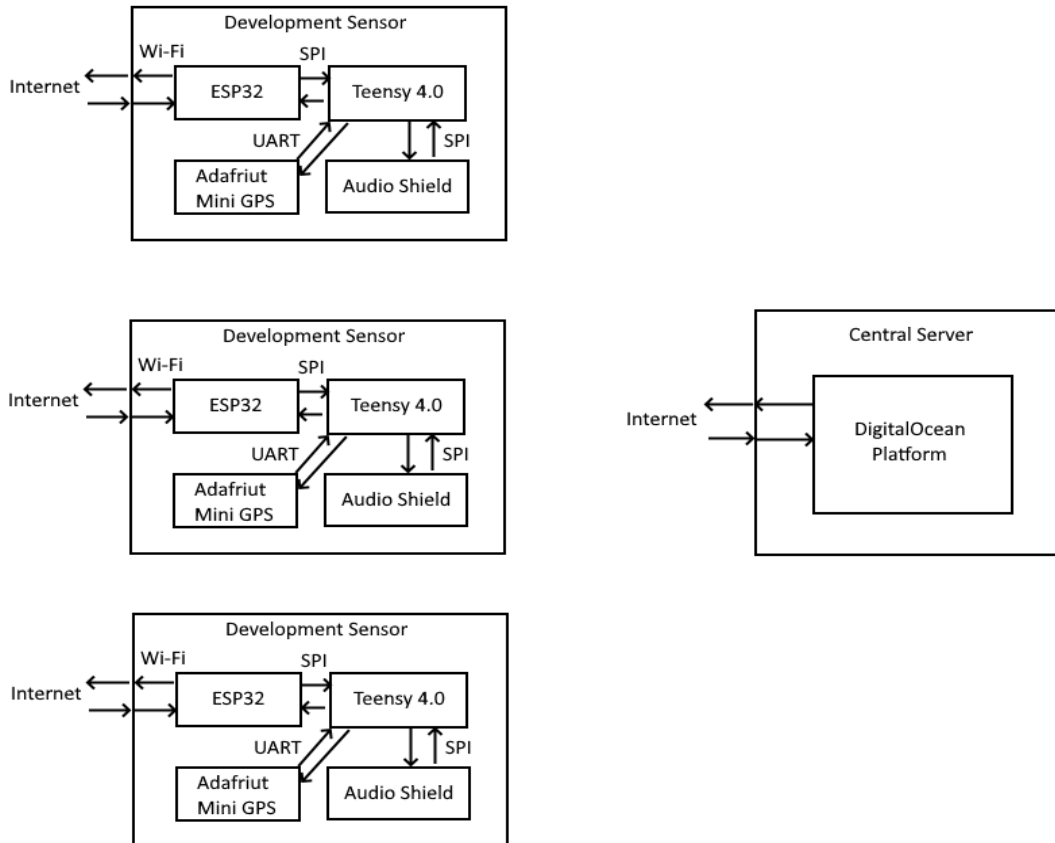 Development Sensor
Wi-Fi
SPI
Internet
ESP32
Teensy 4.0
UART
SPI
Adafriut
Mini GPS
Audio Shield
Development Sensor
Wi-Fi
SPI
Internet
ESP32
Teensy 4.0
UART
SPI
Adafriut
Mini GPS
Audio Shield
Central Server
Internet
DigitalOcean
Platform
Development Sensor
Wi-Fi
SPI
Internet
ESP32
Teensy 4.0
UART
SPI
Adafriut
Mini GPS
Audio Shield